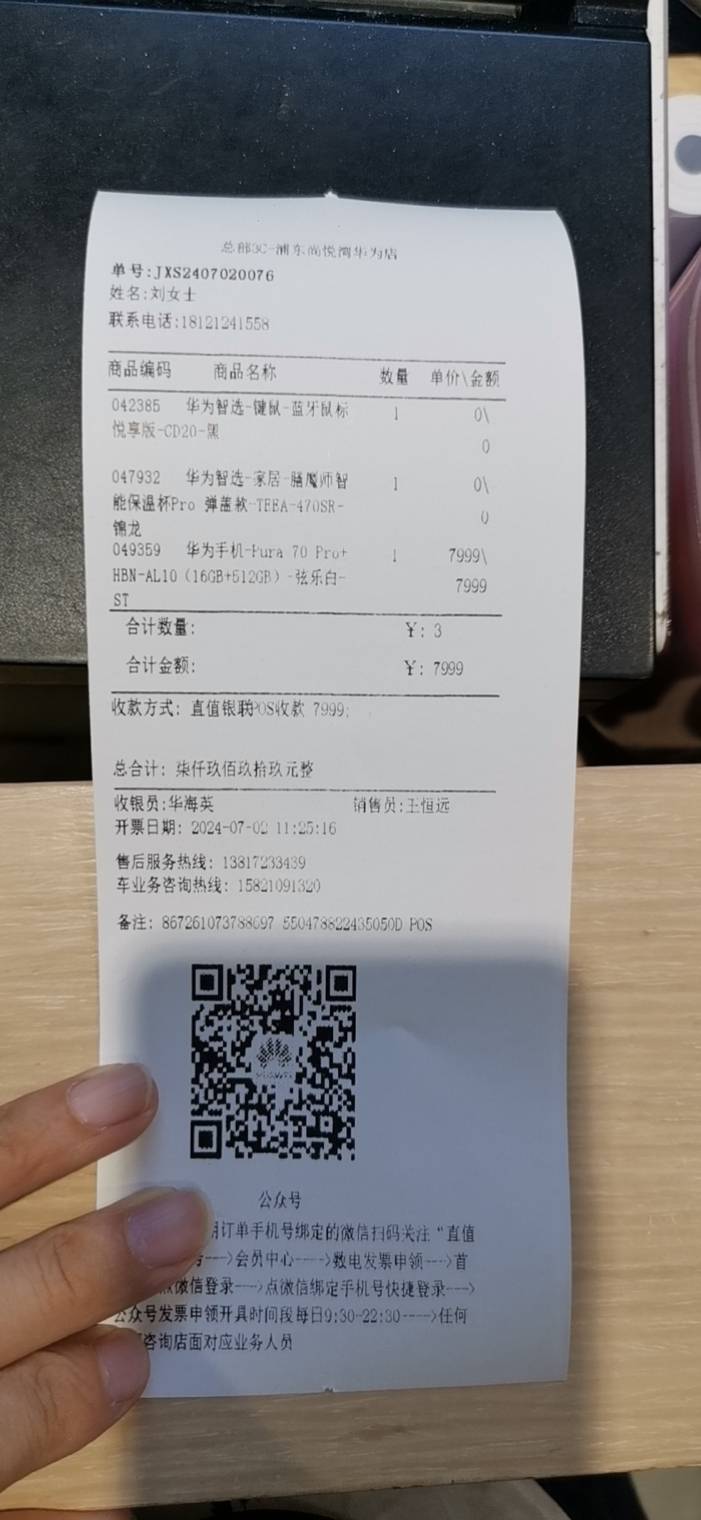 总部3C-浦东尚悦湾华为店
单号:JXS2407020076
姓名:刘女士
联系电话:18121241558
商品编码 商品名称 数量 单价\金额
042385 华为智选-键鼠-蓝牙鼠标 1 0\
悦享版-CD20-黑 0
047932 华为智选-家居-膳魔师智 1 0\
能保温杯Pro 弹盖款-TEEA-470SR- 0
锦龙
049359 华为手机-Pura 70 Pro+ 1 7999\
HBN-AL10（16GB+512GB）-弦乐白- 7999
ST
合计数量: ￥: 3
合计金额: ￥: 7999
收款方式: 直值银联POS收款 7999;
总合计: 柒仟玖佰玖拾玖元整
收银员:华海英 销售员:王恒远
开票日期: 2024-07-02 11:25:16
售后服务热线: 13817233439
车业务咨询热线: 15821091320
备注: 867261073788697 550478822435050D POS
公众号
订单手机号绑定的微信扫码关注“直值
--->会员中心---->数电发票申领--->首
点微信登录--->点微信绑定手机号快捷登录--->
公众号发票申领开具时间段每日9:30-22:30---->任何
咨询店面对应业务人员